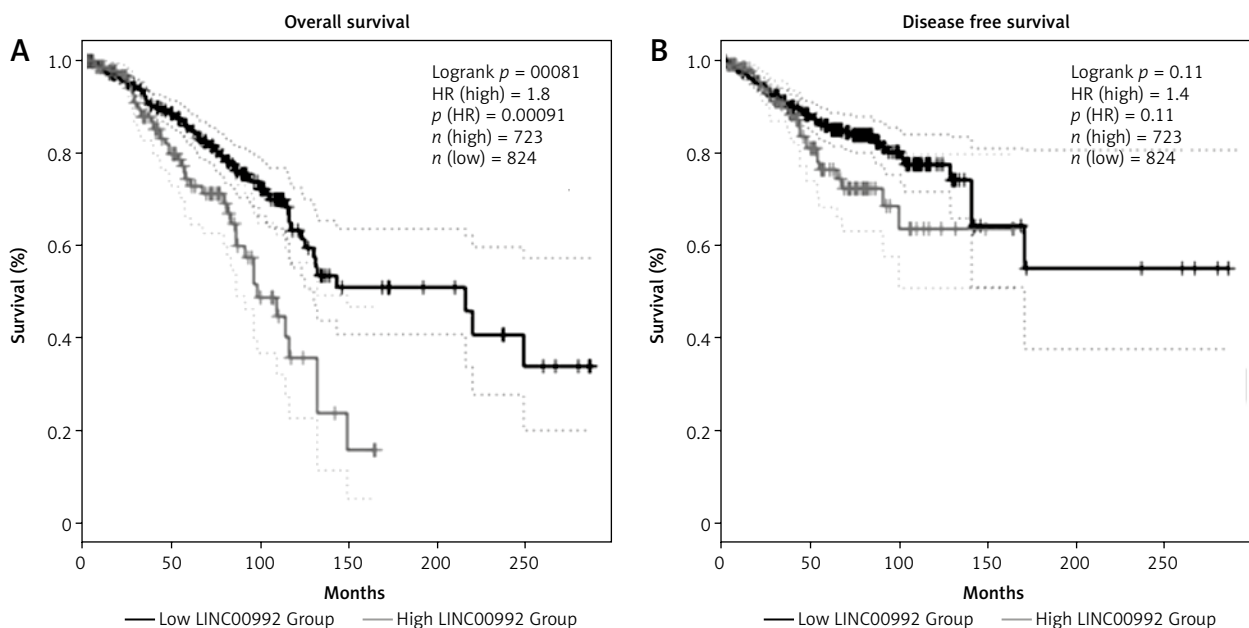 Overall survival
A
Logrank p = 00081
HR (high) = 1.8
p (HR) = 0.00091
n (high) = 723
n (low) = 824
Survival (%)
1.0
0.8
0.6
0.4
0.2
0
0 50 100 150 200 250
Months
Low LINC00992 Group High LINC00992 Group
Disease free survival
B
Logrank p = 0.11
HR (high) = 1.4
p (HR) = 0.11
n (high) = 723
n (low) = 824
Survival (%)
1.0
0.8
0.6
0.4
0.2
0
0 50 100 150 200 250
Months
Low LINC00992 Group High LINC00992 Group